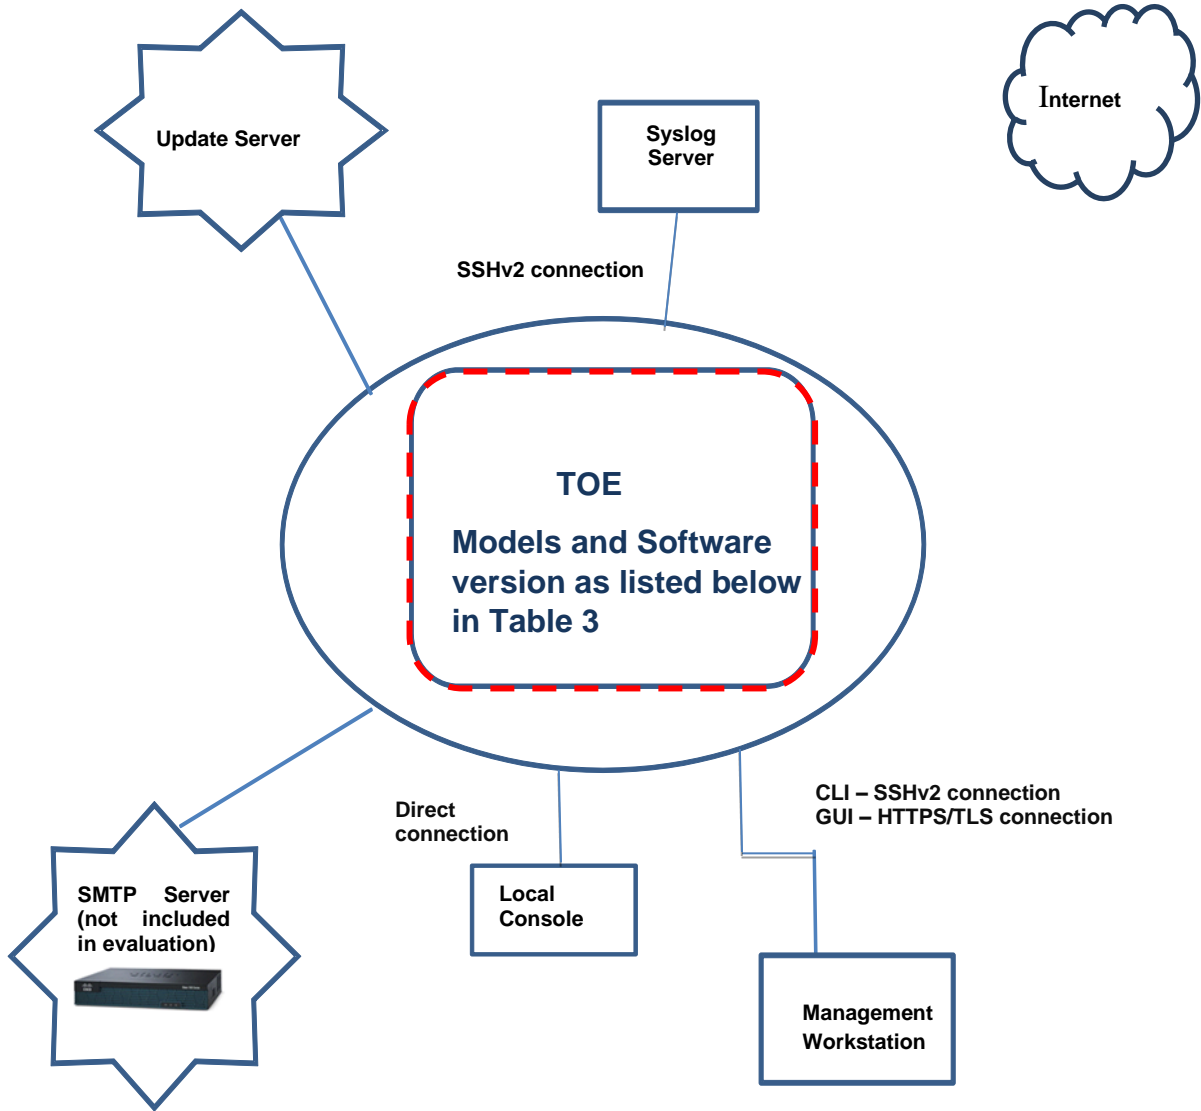 Internet
Update Server
Syslog
Server
SSHv2 connection
TOE
Models and Software
version as listed below
in Table 3
Direct
connection
CLI – SSHv2 connection
GUI – HTTPS/TLS connection
SMTP Server
(not included
in evaluation)
Local
Console
Management
Workstation